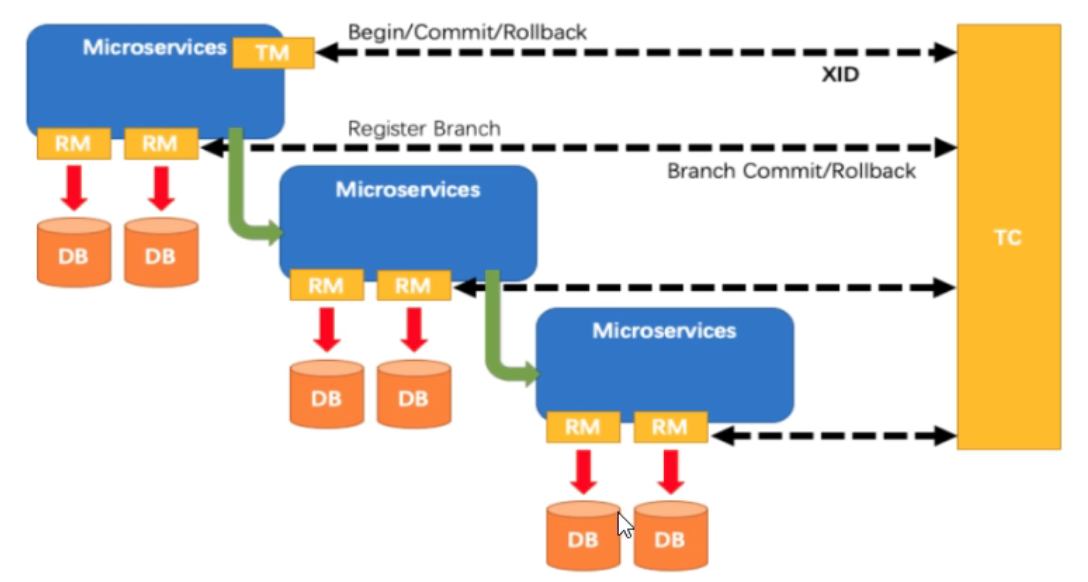 Begin/Commit/Rollback
Microservices
TM
XID
Register Branch
RM
RM
Branch Commit/Rollback
Microservices
TC
DB
DB
RM
RM
Microservices
DB
DB
RM
RM
DB
DB